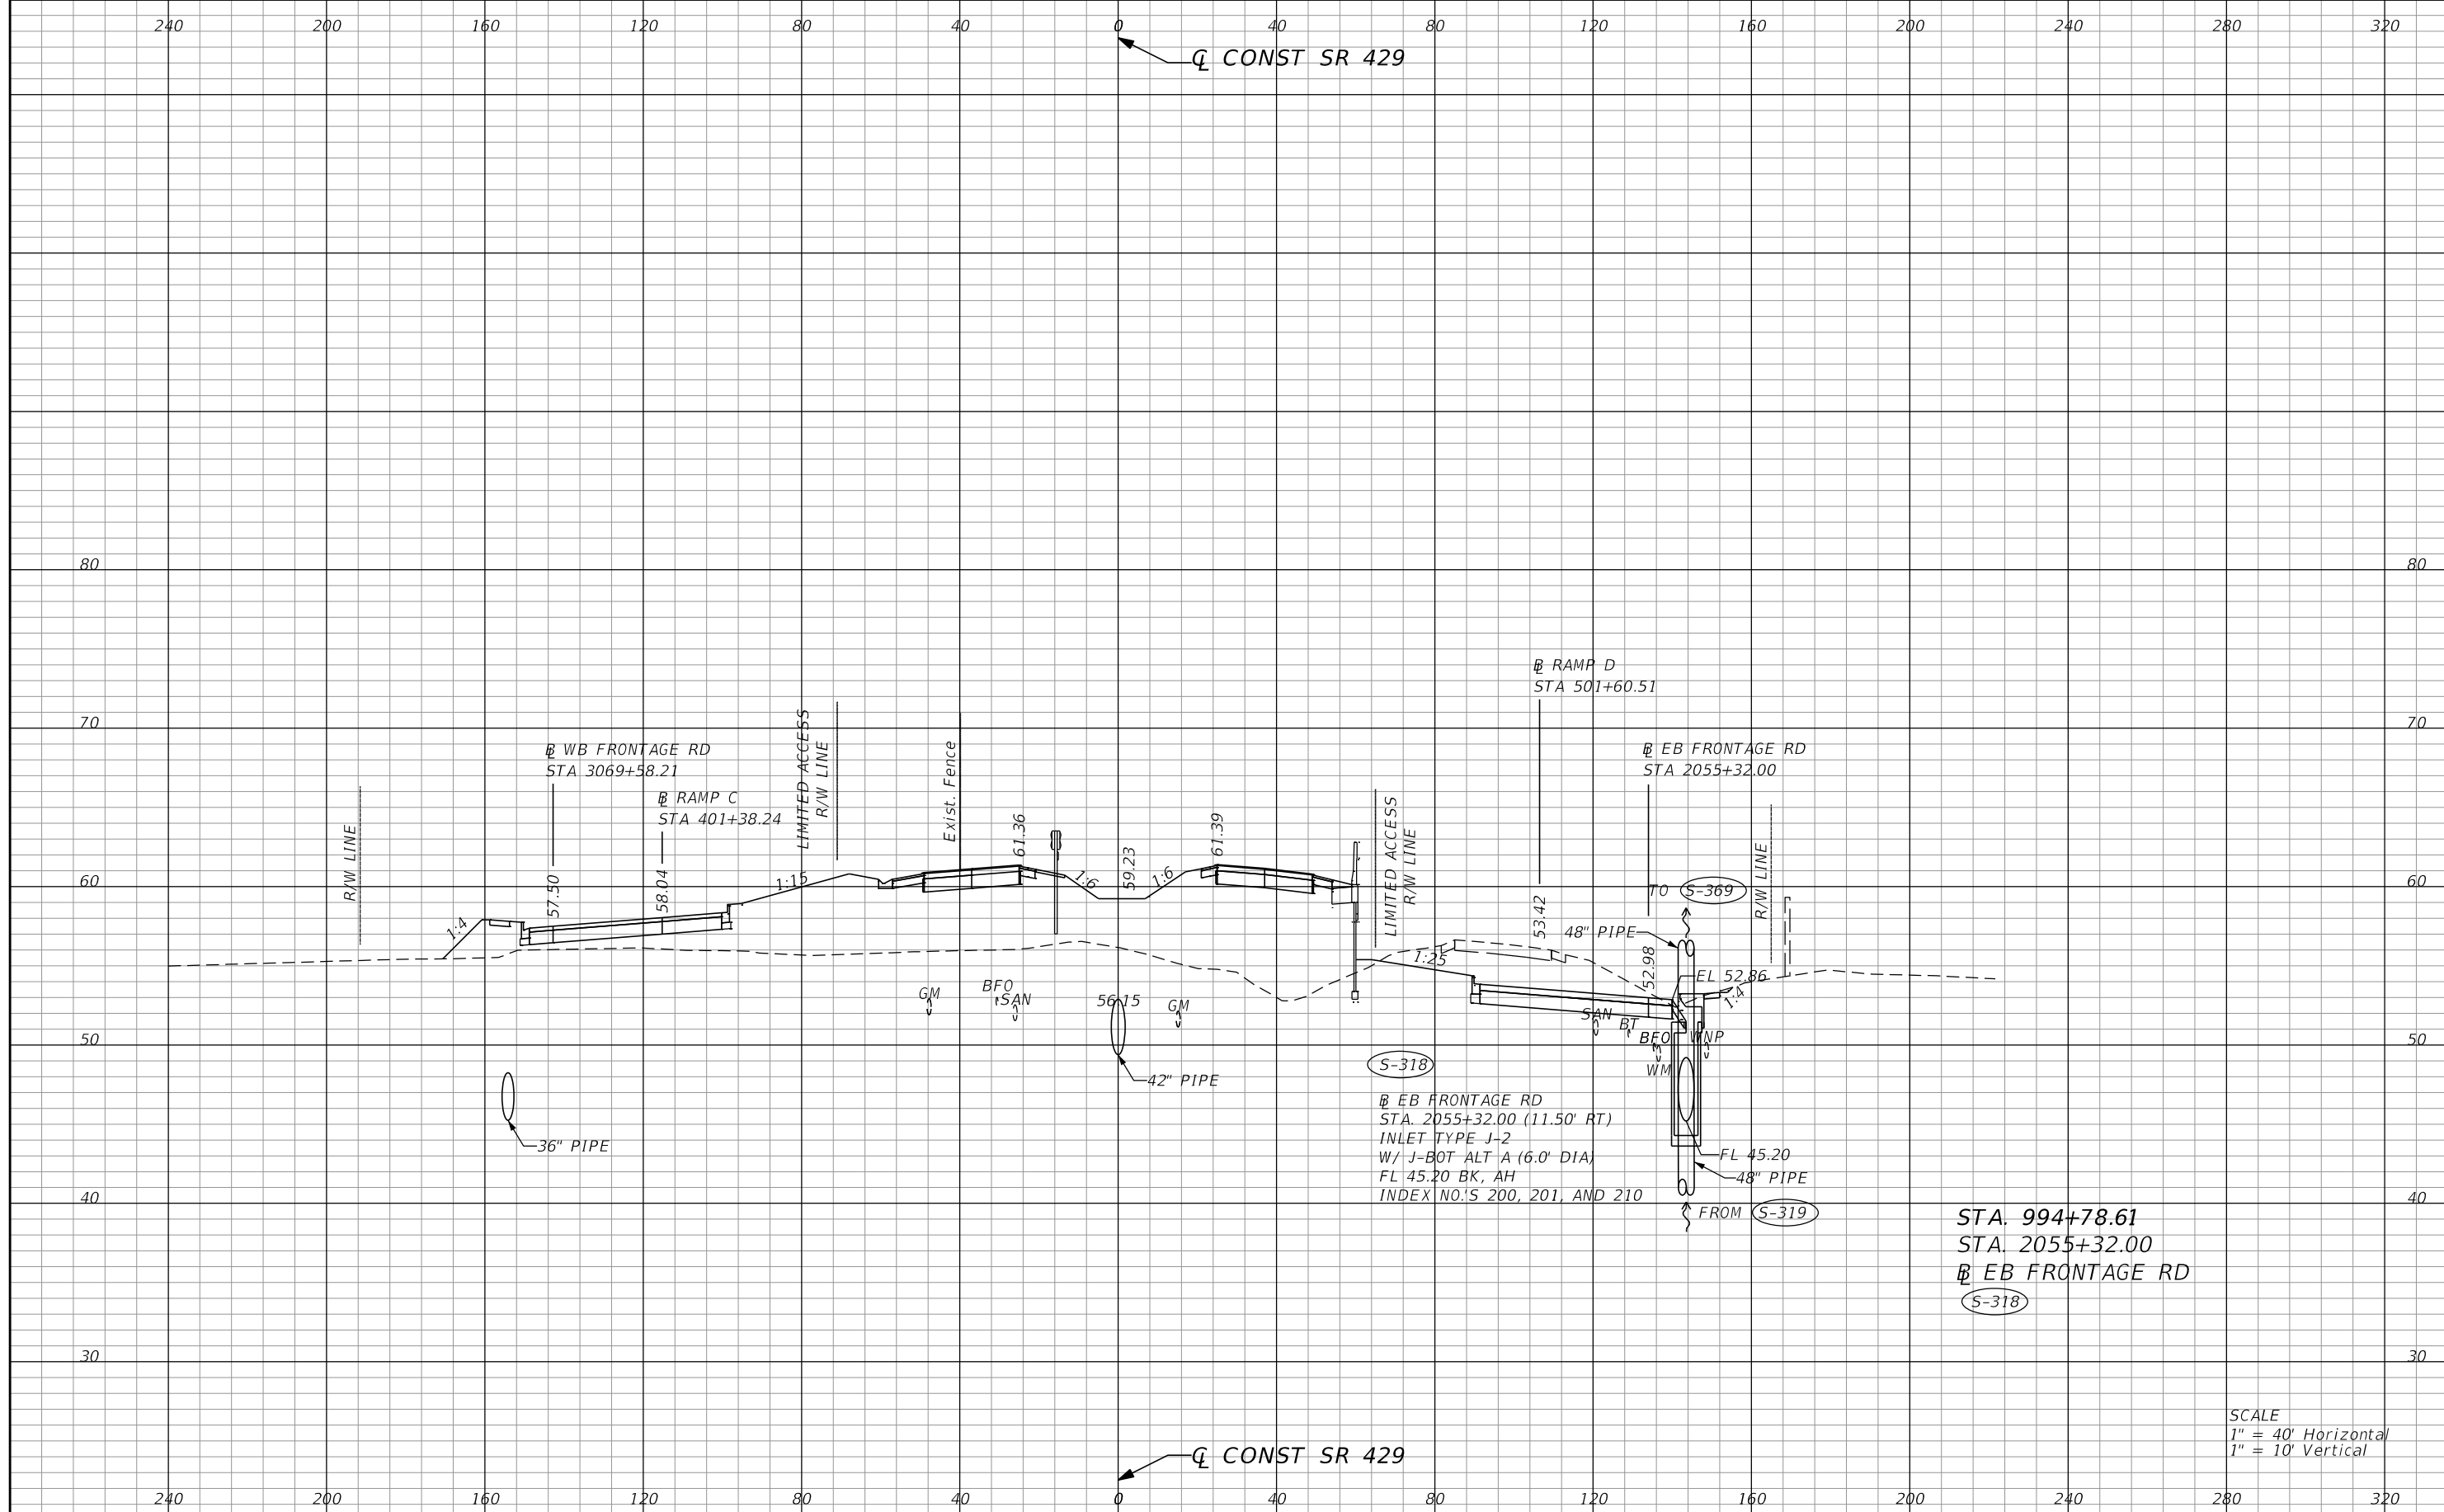 240 200 160 120 80 40 0 40 80 120 160 200 240 280 320
℄ CONST SR 429
80 80
70 70
60 60
50 50
40 40
30 30
R/W LINE
1:4
BL WB FRONTAGE RD
STA 3069+58.21
57.50
BL RAMP C
STA 401+38.24
58.04
LIMITED ACCESS
R/W LINE
1:15
Exist. Fence
61.36
1:6
59.23
1:6
61.39
LIMITED ACCESS
R/W LINE
1:25
BL RAMP D
STA 501+60.51
53.42
BL EB FRONTAGE RD
STA 2055+32.00
52.98
TO S-369
R/W LINE
48" PIPE
EL 52.86
1:4
GM
BFO
SAN
56.15
GM
SAN
BT
BFO
WNP
WM
42" PIPE
36" PIPE
S-318
BL EB FRONTAGE RD
STA. 2055+32.00 (11.50' RT)
INLET TYPE J-2
W/ J-BOT ALT A (6.0' DIA)
FL 45.20 BK, AH
INDEX NO.'S 200, 201, AND 210
FL 45.20
48" PIPE
FROM S-319
STA. 994+78.61
STA. 2055+32.00
BL EB FRONTAGE RD
S-318
SCALE
1" = 40' Horizontal
1" = 10' Vertical
℄ CONST SR 429
240 200 160 120 80 40 0 40 80 120 160 200 240 280 320